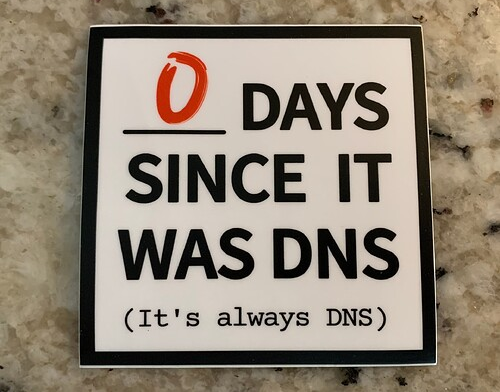 0 DAYS
SINCE IT
WAS DNS
(It's always DNS)